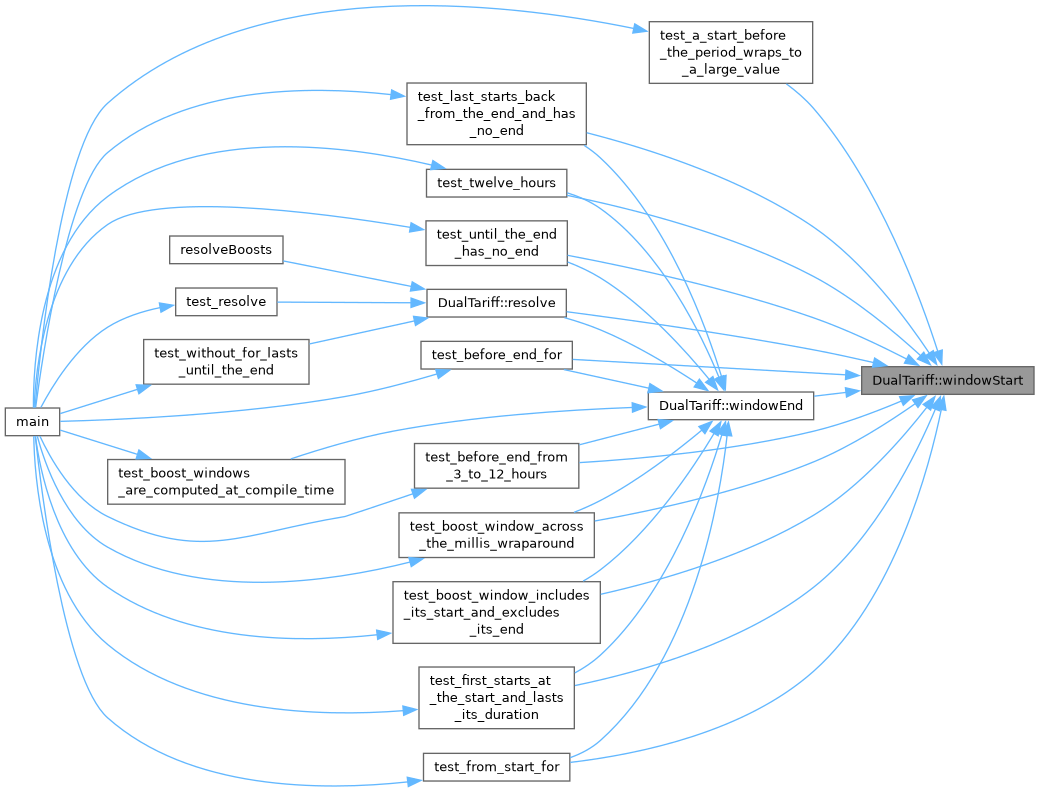 test_a_start_before
_the_period_wraps_to
_a_large_value
test_last_starts_back
_from_the_end_and_has
_no_end
test_twelve_hours
test_until_the_end
_has_no_end
resolveBoosts
DualTariff::resolve
test_resolve
test_without_for_lasts
_until_the_end
test_before_end_for
DualTariff::windowStart
DualTariff::windowEnd
main
test_before_end_from
_3_to_12_hours
test_boost_windows
_are_computed_at_compile_time
test_boost_window_across
_the_millis_wraparound
test_boost_window_includes
_its_start_and_excludes
_its_end
test_first_starts_at
_the_start_and_lasts
_its_duration
test_from_start_for